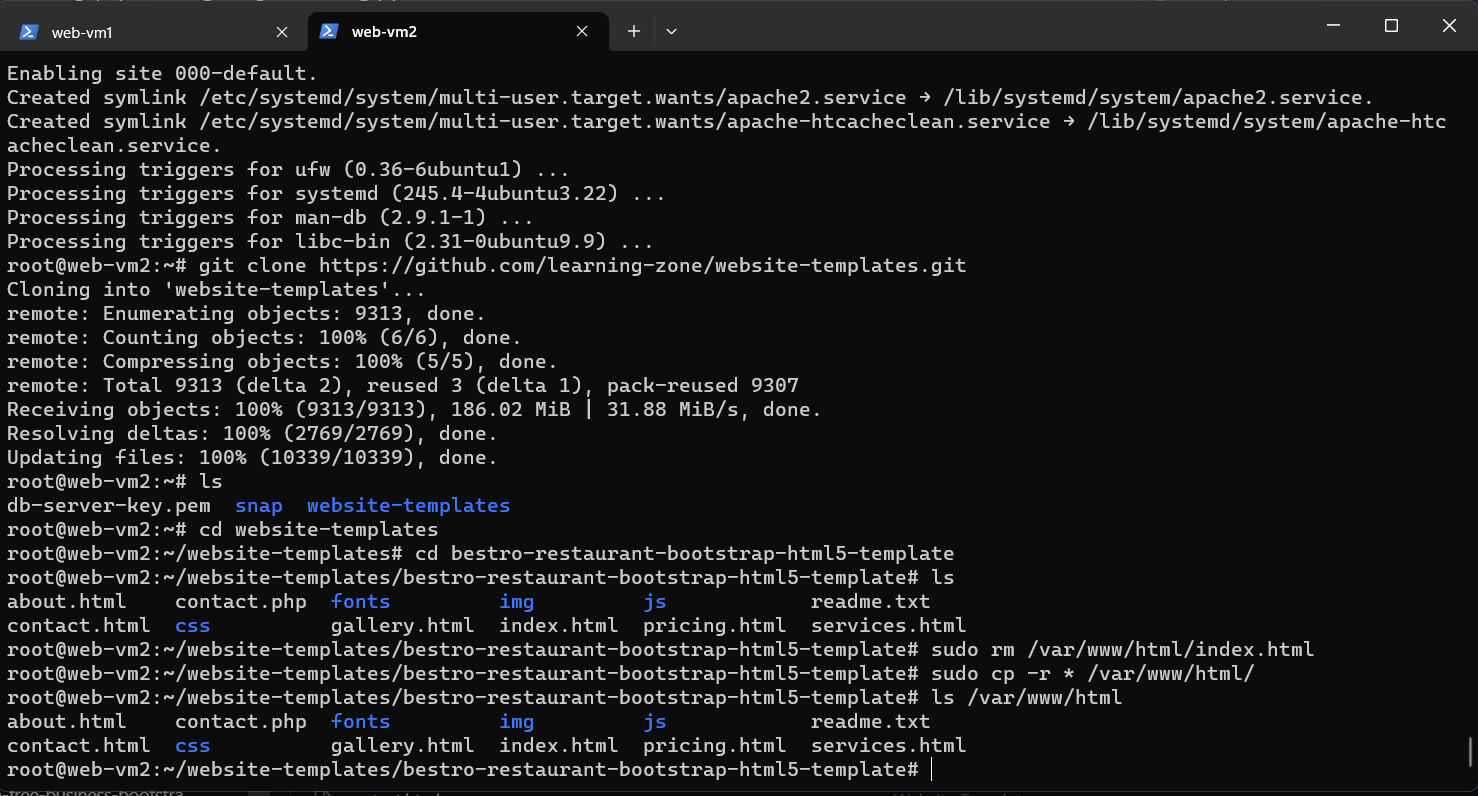 web-vm1
web-vm2
Enabling site 000-default.
Created symlink /etc/systemd/system/multi-user.target.wants/apache2.service → /lib/systemd/system/apache2.service.
Created symlink /etc/systemd/system/multi-user.target.wants/apache-htcacheclean.service → /lib/systemd/system/apache-htc
acheclean.service.
Processing triggers for ufw (0.36-6ubuntu1) ...
Processing triggers for systemd (245.4-4ubuntu3.22) ...
Processing triggers for man-db (2.9.1-1) ...
Processing triggers for libc-bin (2.31-0ubuntu9.9) ...
root@web-vm2:~# git clone https://github.com/learning-zone/website-templates.git
Cloning into 'website-templates'...
remote: Enumerating objects: 9313, done.
remote: Counting objects: 100% (6/6), done.
remote: Compressing objects: 100% (5/5), done.
remote: Total 9313 (delta 2), reused 3 (delta 1), pack-reused 9307
Receiving objects: 100% (9313/9313), 186.02 MiB | 31.88 MiB/s, done.
Resolving deltas: 100% (2769/2769), done.
Updating files: 100% (10339/10339), done.
root@web-vm2:~# ls
db-server-key.pem  snap  website-templates
root@web-vm2:~# cd website-templates
root@web-vm2:~/website-templates# cd bestro-restaurant-bootstrap-html5-template
root@web-vm2:~/website-templates/bestro-restaurant-bootstrap-html5-template# ls
about.html    contact.php  fonts         img         js            readme.txt
contact.html  css          gallery.html  index.html  pricing.html  services.html
root@web-vm2:~/website-templates/bestro-restaurant-bootstrap-html5-template# sudo rm /var/www/html/index.html
root@web-vm2:~/website-templates/bestro-restaurant-bootstrap-html5-template# sudo cp -r * /var/www/html/
root@web-vm2:~/website-templates/bestro-restaurant-bootstrap-html5-template# ls /var/www/html
about.html    contact.php  fonts         img         js            readme.txt
contact.html  css          gallery.html  index.html  pricing.html  services.html
root@web-vm2:~/website-templates/bestro-restaurant-bootstrap-html5-template#